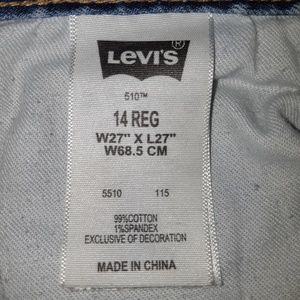 LEVI'S®
510™
14 REG
W27" X L27"
W68.5 CM
5510 115
99%COTTON
1%SPANDEX
EXCLUSIVE OF DECORATION
MADE IN CHINA